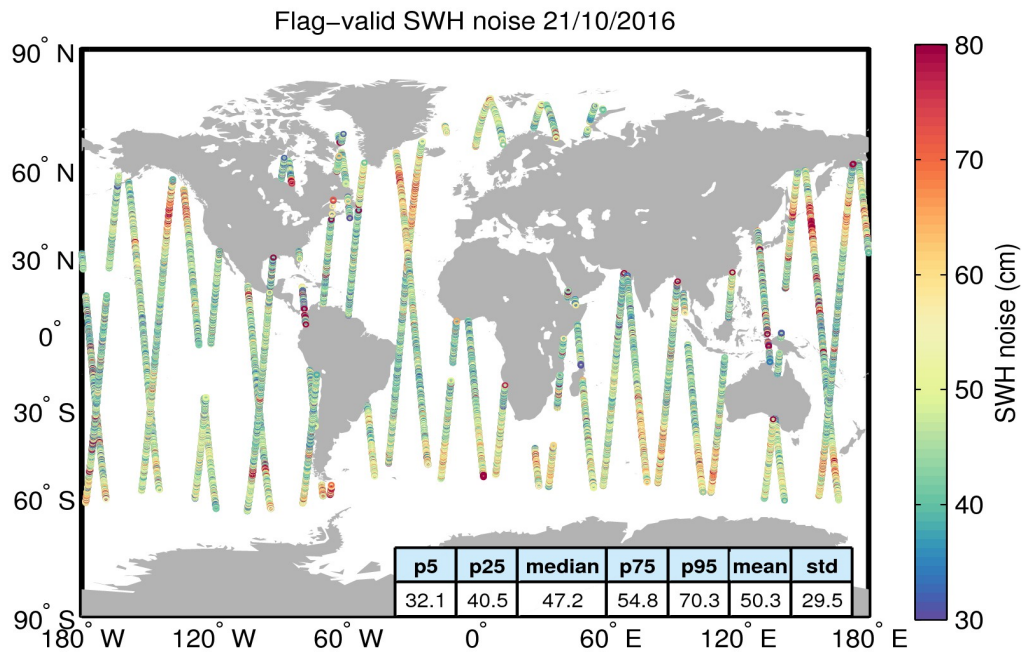 Flag−valid SWH noise 21/10/2016
90° N
60° N
30° N
0°
30° S
60° S
90° S
180° W
120° W
60° W
0°
60° E
120° E
180° E
p5 p25 median p75 p95 mean std
32.1 40.5 47.2 54.8 70.3 50.3 29.5
80
70
60
50
40
30
SWH noise (cm)